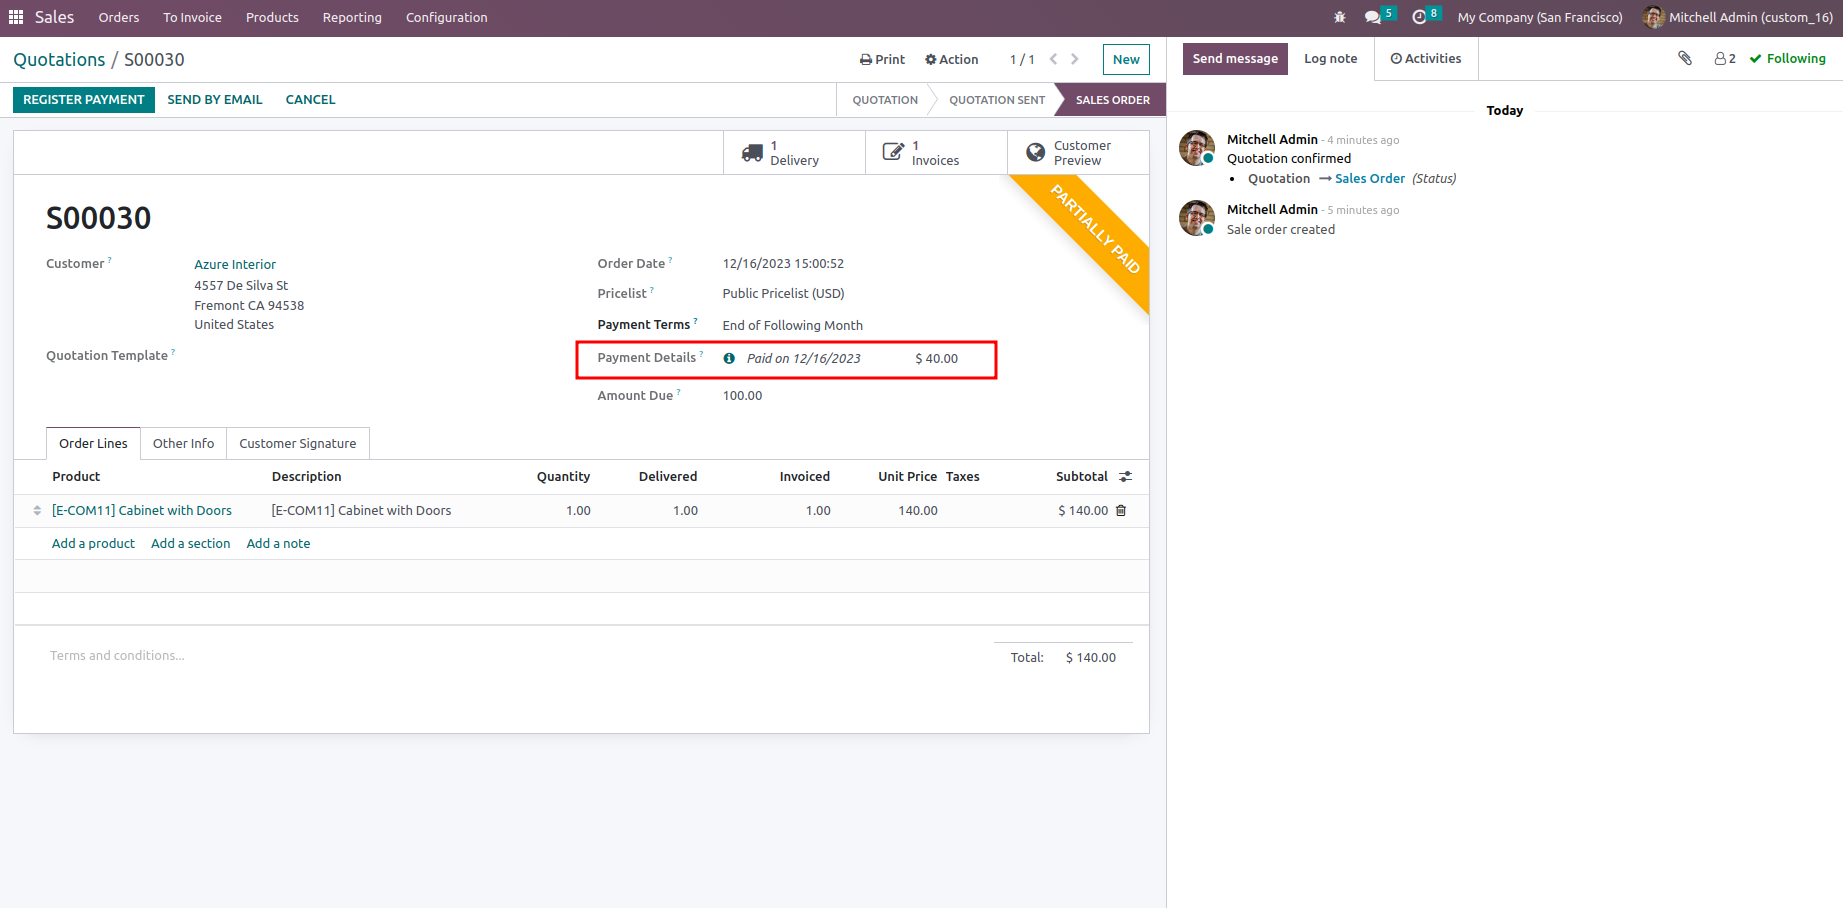 Sales Orders To Invoice Products Reporting Configuration 5 8 My Company (San Francisco) Mitchell Admin (custom_16)
Quotations / S00030 Print Action 1 / 1 New
REGISTER PAYMENT SEND BY EMAIL CANCEL QUOTATION QUOTATION SENT SALES ORDER
1 Delivery
1 Invoices
Customer Preview
PARTIALLY PAID
S00030
Customer ? Azure Interior
4557 De Silva St
Fremont CA 94538
United States
Quotation Template ?
Order Date ? 12/16/2023 15:00:52
Pricelist ? Public Pricelist (USD)
Payment Terms ? End of Following Month
Payment Details ? Paid on 12/16/2023 $ 40.00
Amount Due ? 100.00
Order Lines Other Info Customer Signature
Product Description Quantity Delivered Invoiced Unit Price Taxes Subtotal
[E-COM11] Cabinet with Doors [E-COM11] Cabinet with Doors 1.00 1.00 1.00 140.00 $ 140.00
Add a product Add a section Add a note
Terms and conditions...
Total: $ 140.00
Send message Log note Activities 2 Following
Today
Mitchell Admin - 4 minutes ago
Quotation confirmed
• Quotation → Sales Order (Status)
Mitchell Admin - 5 minutes ago
Sale order created